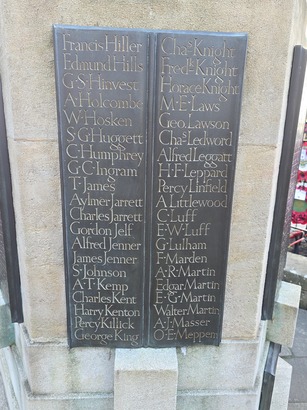 Francis Hiller
Edmund Hills
G·S·Hinvest
A·Holcombe
W·Hosken
S·G·Huggett
C·Humphrey
G·C·Ingram
T·James
Aylmer Jarrett
Charles Jarrett
Gordon Jelf
Alfred Jenner
James Jenner
S·Johnson
A·T·Kemp
Charles Kent
Harry Kenton
Percy Killick
George King
Chas Knight
Fredk Knight
Horace Knight
M·E·Laws
Geo. Lawson
Chas Ledword
Alfred Leggatt
H·F·Leppard
Percy Linfield
A Littlewood
C·Luff
E·W·Luff
G·Lulham
F·Marden
A·R·Martin
Edgar Martin
E·G·Martin
Walter Martin
A·J·Masser
O·E·Meppem